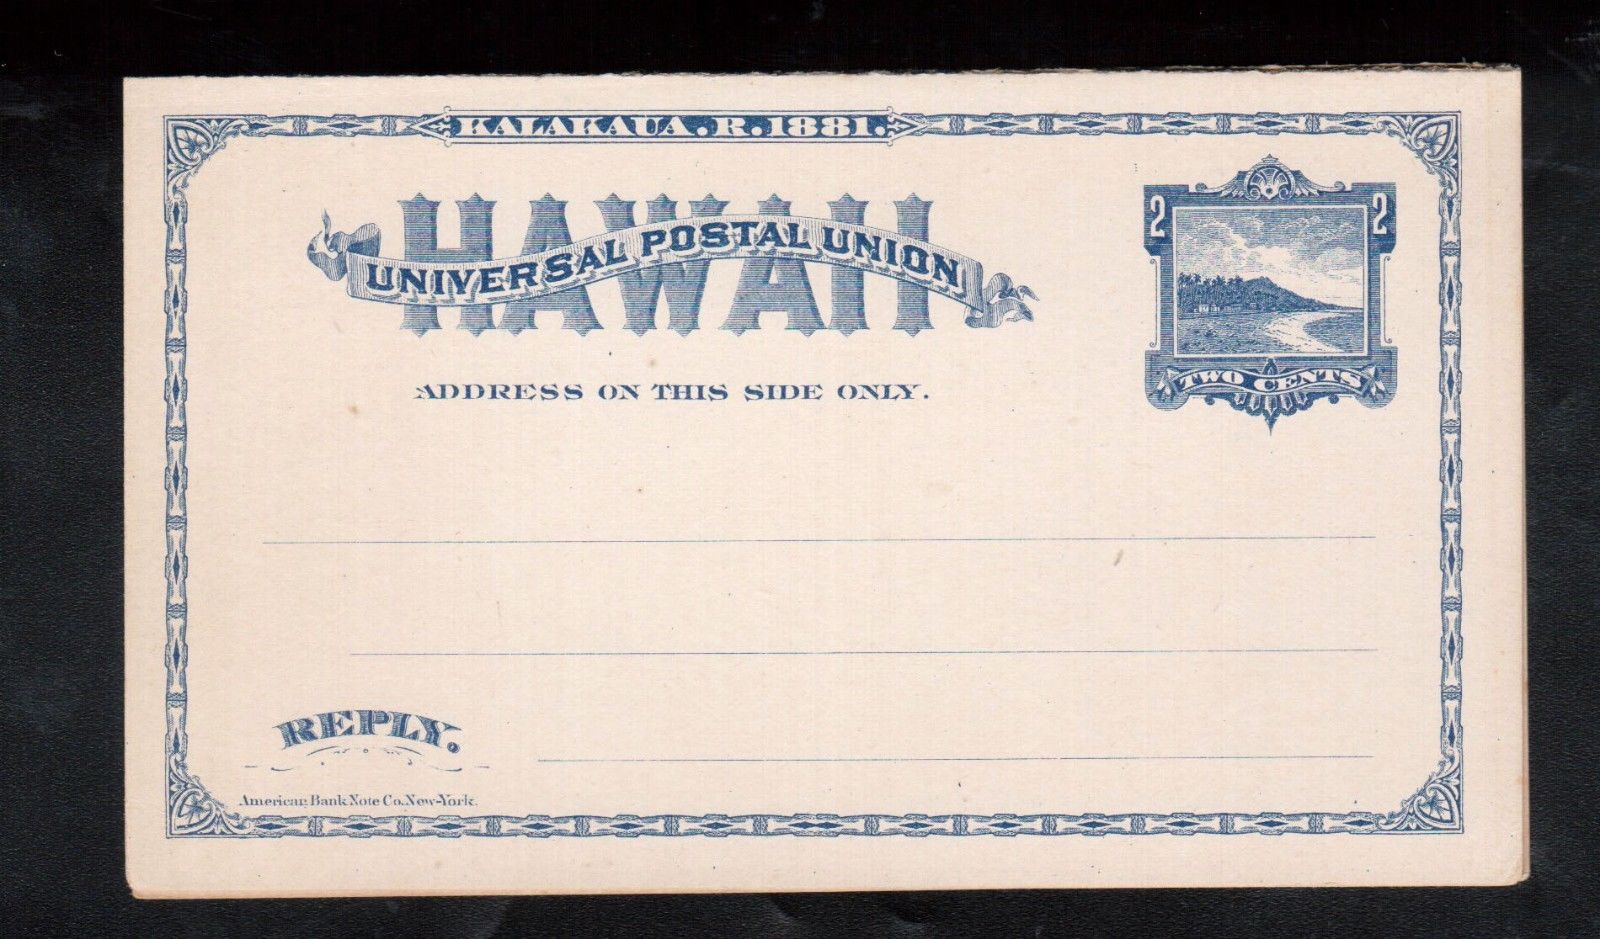 KALAKAUA.R.1881.
HAWAII
UNIVERSAL POSTAL UNION
2 2
TWO CENTS
ADDRESS ON THIS SIDE ONLY.
REPLY.
American Bank Note Co. New-York.